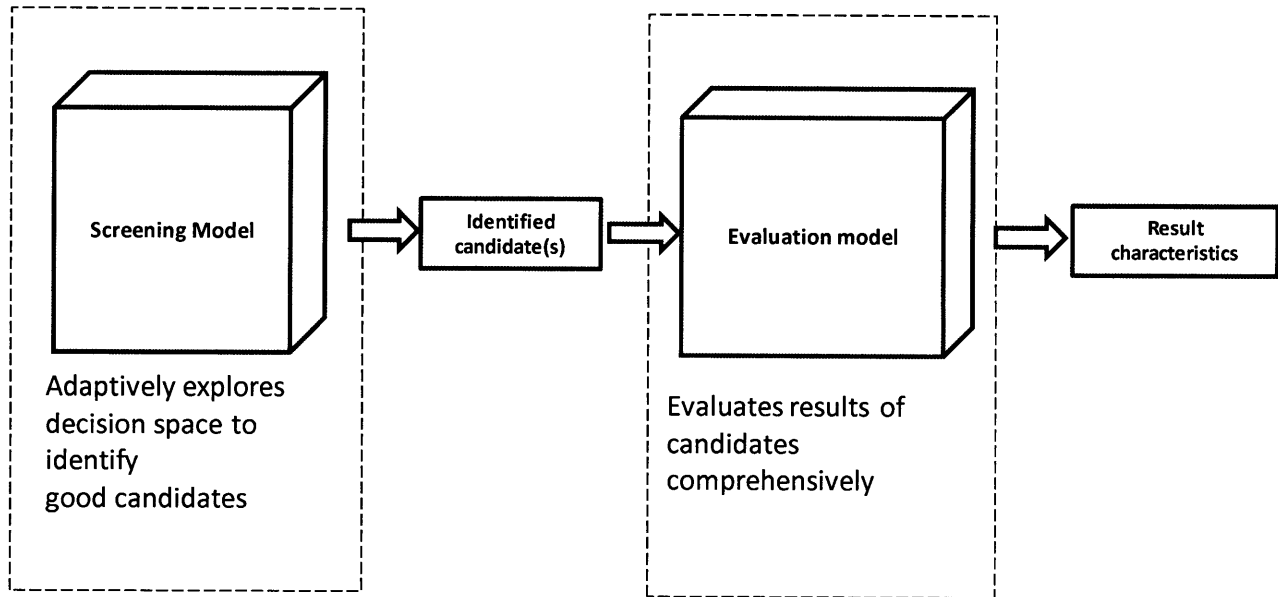 Screening Model
Adaptively explores
decision space to
identify
good candidates
Identified
candidate(s)
Evaluation model
Evaluates results of
candidates
comprehensively
Result
characteristics